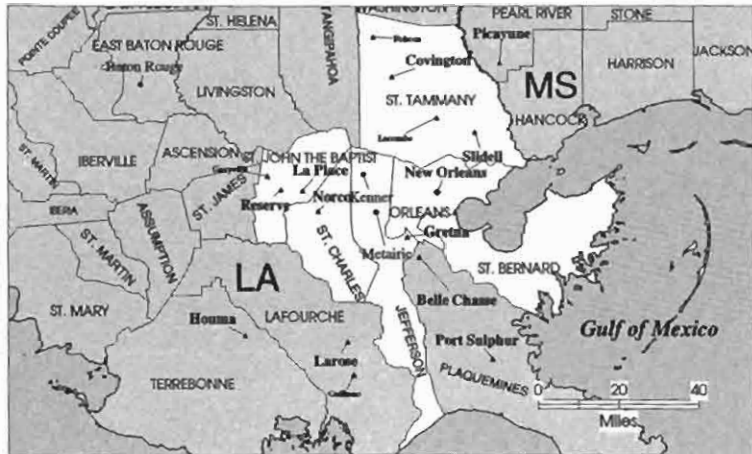 WASHINGTON
PEARL RIVER
STONE
ST. HELENA
POINTE COUPEE
TANGIPAHOA
Folsom
Picayune
EAST BATON ROUGE
Baton Rouge
Covington
JACKSON
HARRISON
MS
LIVINGSTON
ST. TAMMANY
HANCOCK
Lacombe
Slidell
ASCENSION
ST. JOHN THE BAPTIST
IBERVILLE
ST. MARTIN
Garyville
La Place
New Orleans
ST. JAMES
Reserve
Norco
Kenner
IBERIA
ORLEANS
ASSUMPTION
Gretna
ST. MARTIN
Metairie
ST. CHARLES
ST. BERNARD
LA
Belle Chasse
ST. MARY
JEFFERSON
Houma
LAFOURCHE
Gulf of Mexico
Port Sulphur
Larose
PLAQUEMINES
TERREBONNE
0 20 40
Miles